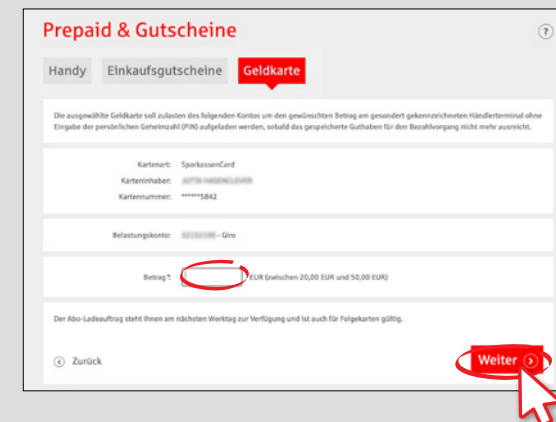 Prepaid & Gutscheine
?
Handy Einkaufsgutscheine Geldkarte
Die ausgewählte Geldkarte soll zulasten des folgenden Kontos um den gewünschten Betrag am gesondert gekennzeichneten Händlerterminal ohne
Eingabe der persönlichen Geheimzahl (PIN) aufgeladen werden, sobald das gespeicherte Guthaben für den Bezahlvorgang nicht mehr ausreicht.
Kartenart: SparkassenCard
Karteninhaber:
Kartennummer: ******5842
Belastungskonto: - Giro
Betrag*: EUR (zwischen 20,00 EUR und 50,00 EUR)
Der Abo-Ladeauftrag steht Ihnen am nächsten Werktag zur Verfügung und ist auch für Folgekarten gültig.
Zurück Weiter